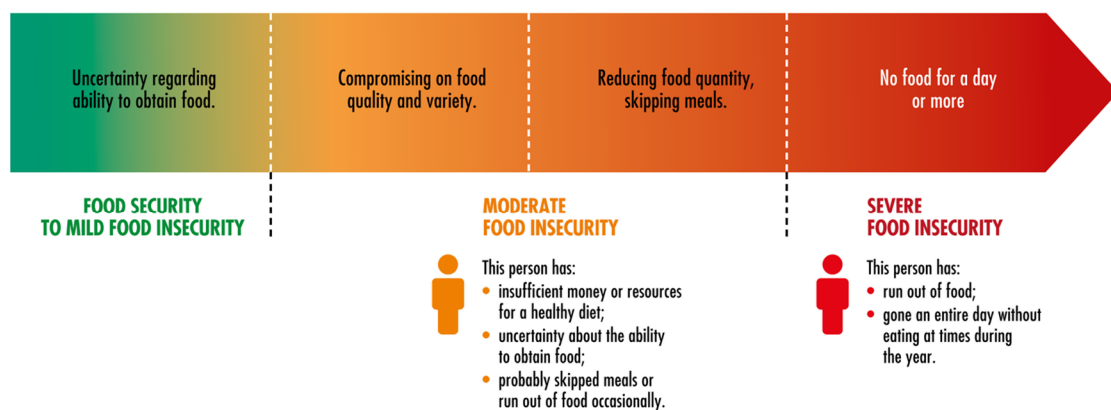 Uncertainty regarding
ability to obtain food.
Compromising on food
quality and variety.
Reducing food quantity,
skipping meals.
No food for a day
or more
FOOD SECURITY
TO MILD FOOD INSECURITY
MODERATE
FOOD INSECURITY
This person has:
• insufficient money or resources
for a healthy diet;
• uncertainty about the ability
to obtain food;
• probably skipped meals or
run out of food occasionally.
SEVERE
FOOD INSECURITY
This person has:
• run out of food;
• gone an entire day without
eating at times during
the year.